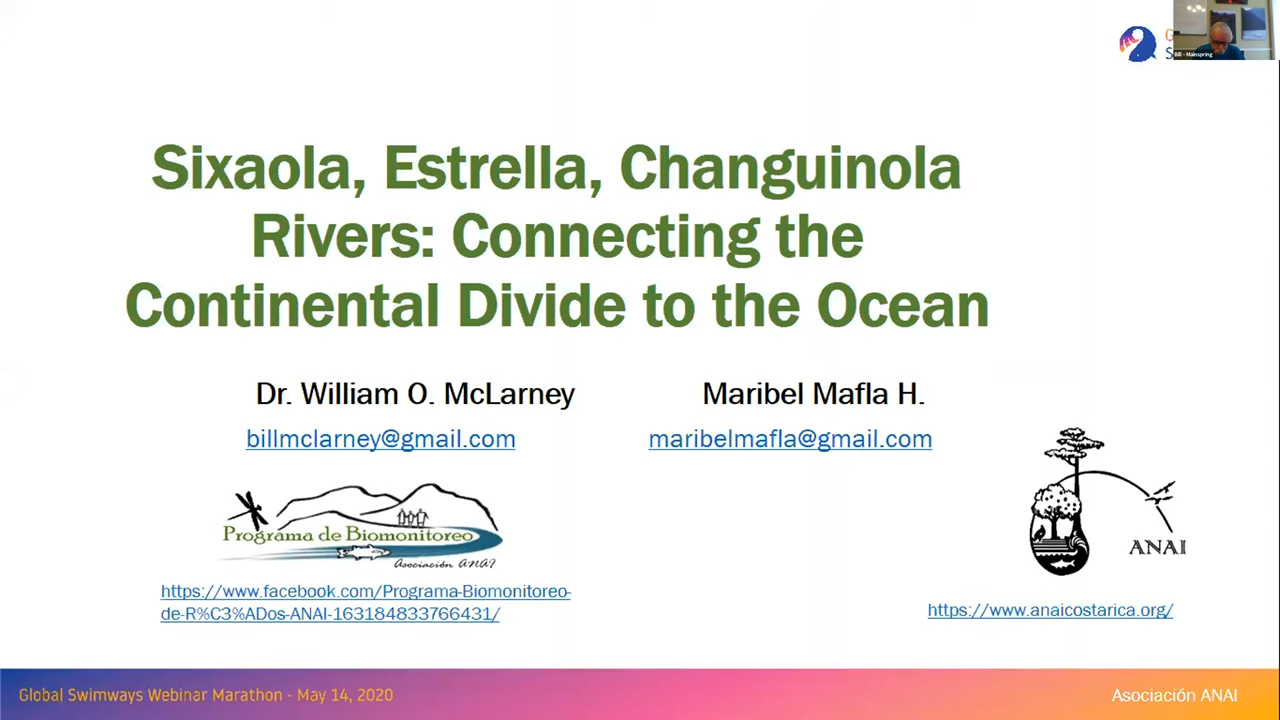 Bill - Mainspring
Sixaola, Estrella, Changuinola
Rivers: Connecting the
Continental Divide to the Ocean
Dr. William O. McLarney
Maribel Mafla H.
billmclarney@gmail.com
maribelmafla@gmail.com
Programa de Biomonitoreo
Asociación ANAI
ANAI
https://www.facebook.com/Programa-Biomonitoreo-
de-R%C3%ADos-ANAI-163184833766431/
https://www.anaicostarica.org/
Global Swimways Webinar Marathon - May 14, 2020
Asociación ANAI